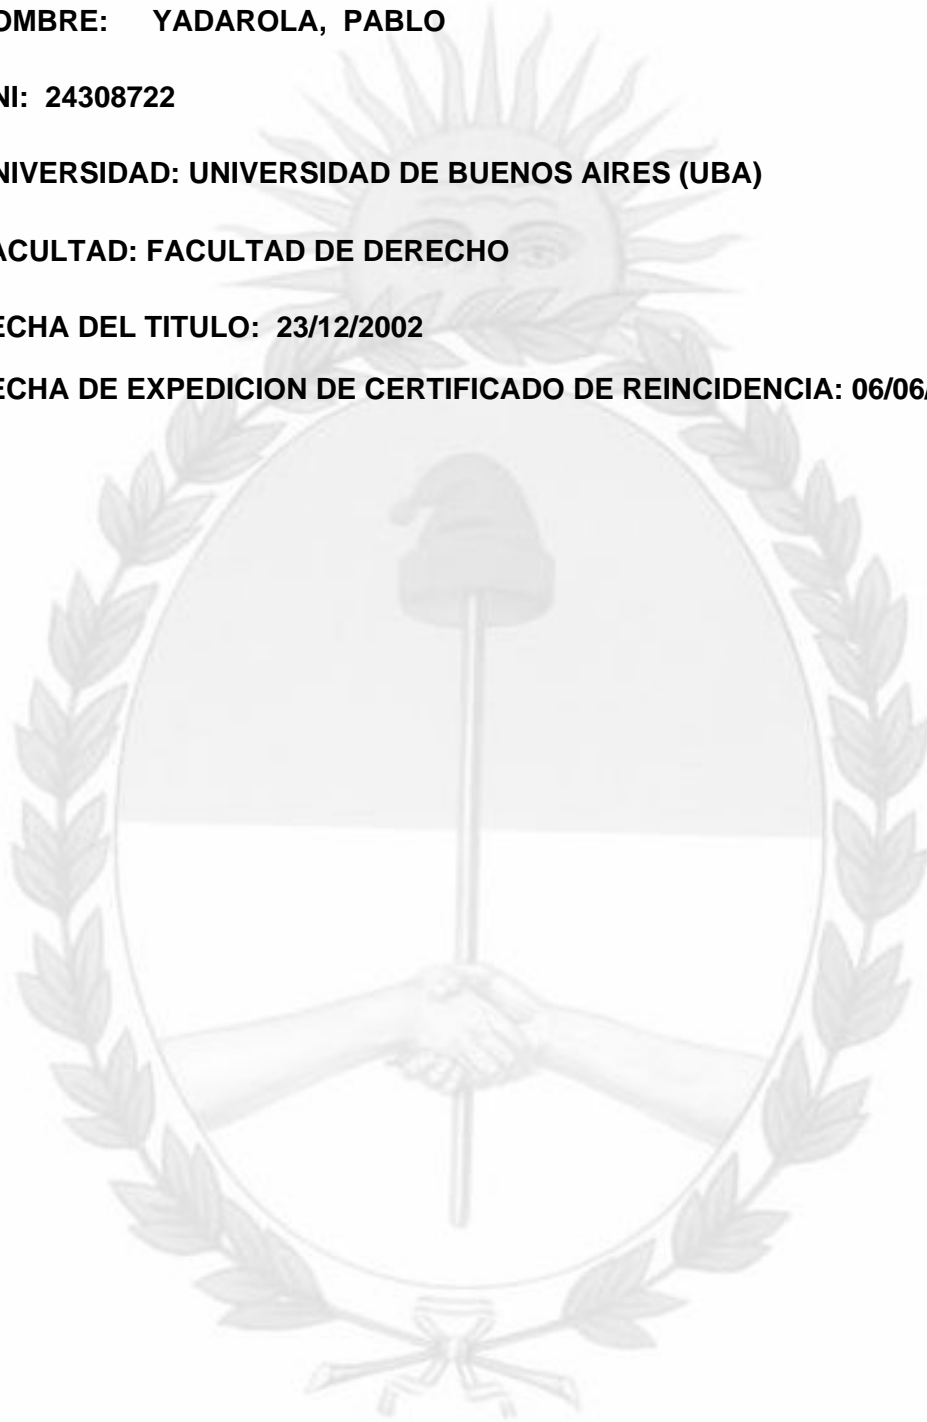 OMBRE: YADAROLA, PABLO
NI: 24308722
NIVERSIDAD: UNIVERSIDAD DE BUENOS AIRES (UBA)
ACULTAD: FACULTAD DE DERECHO
ECHA DEL TITULO: 23/12/2002
ECHA DE EXPEDICION DE CERTIFICADO DE REINCIDENCIA: 06/06/